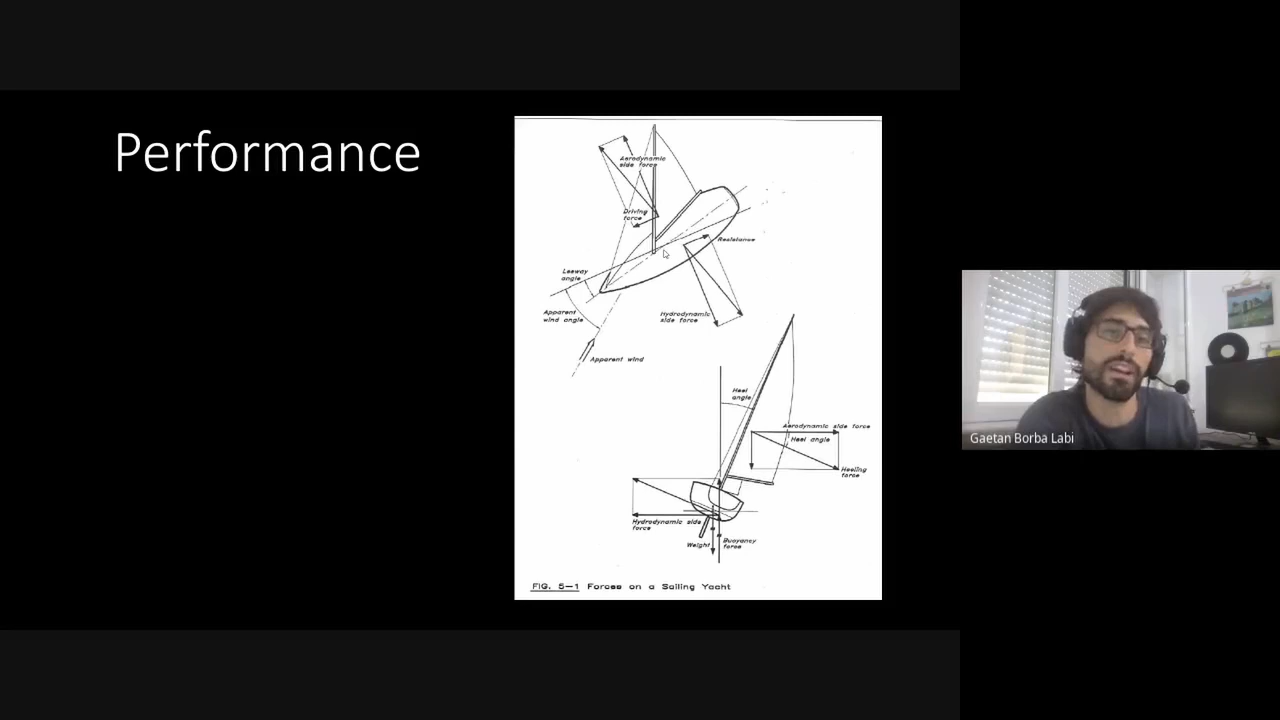 Performance
Aerodynamic
side force
Driving
force
Resistance
Leeway
angle
Apparent
wind angle
Hydrodynamic
side force
Apparent wind
Heel
angle
Aerodynamic side force
Heel angle
Heeling
force
Hydrodynamic side
force
Weight
Buoyancy
force
FIG. 5-1 Forces on a Sailing Yacht
Gaetan Borba Labi